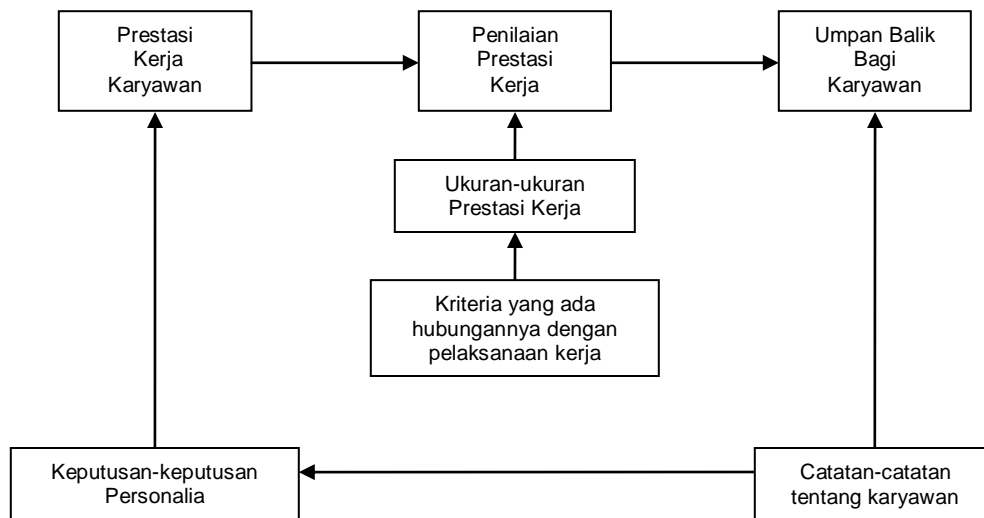 Prestasi
Kerja
Karyawan
Penilaian
Prestasi
Kerja
Umpan Balik
Bagi
Karyawan
Ukuran-ukuran
Prestasi Kerja
Kriteria yang ada
hubungannya dengan
pelaksanaan kerja
Keputusan-keputusan
Personalia
Catatan-catatan
tentang karyawan